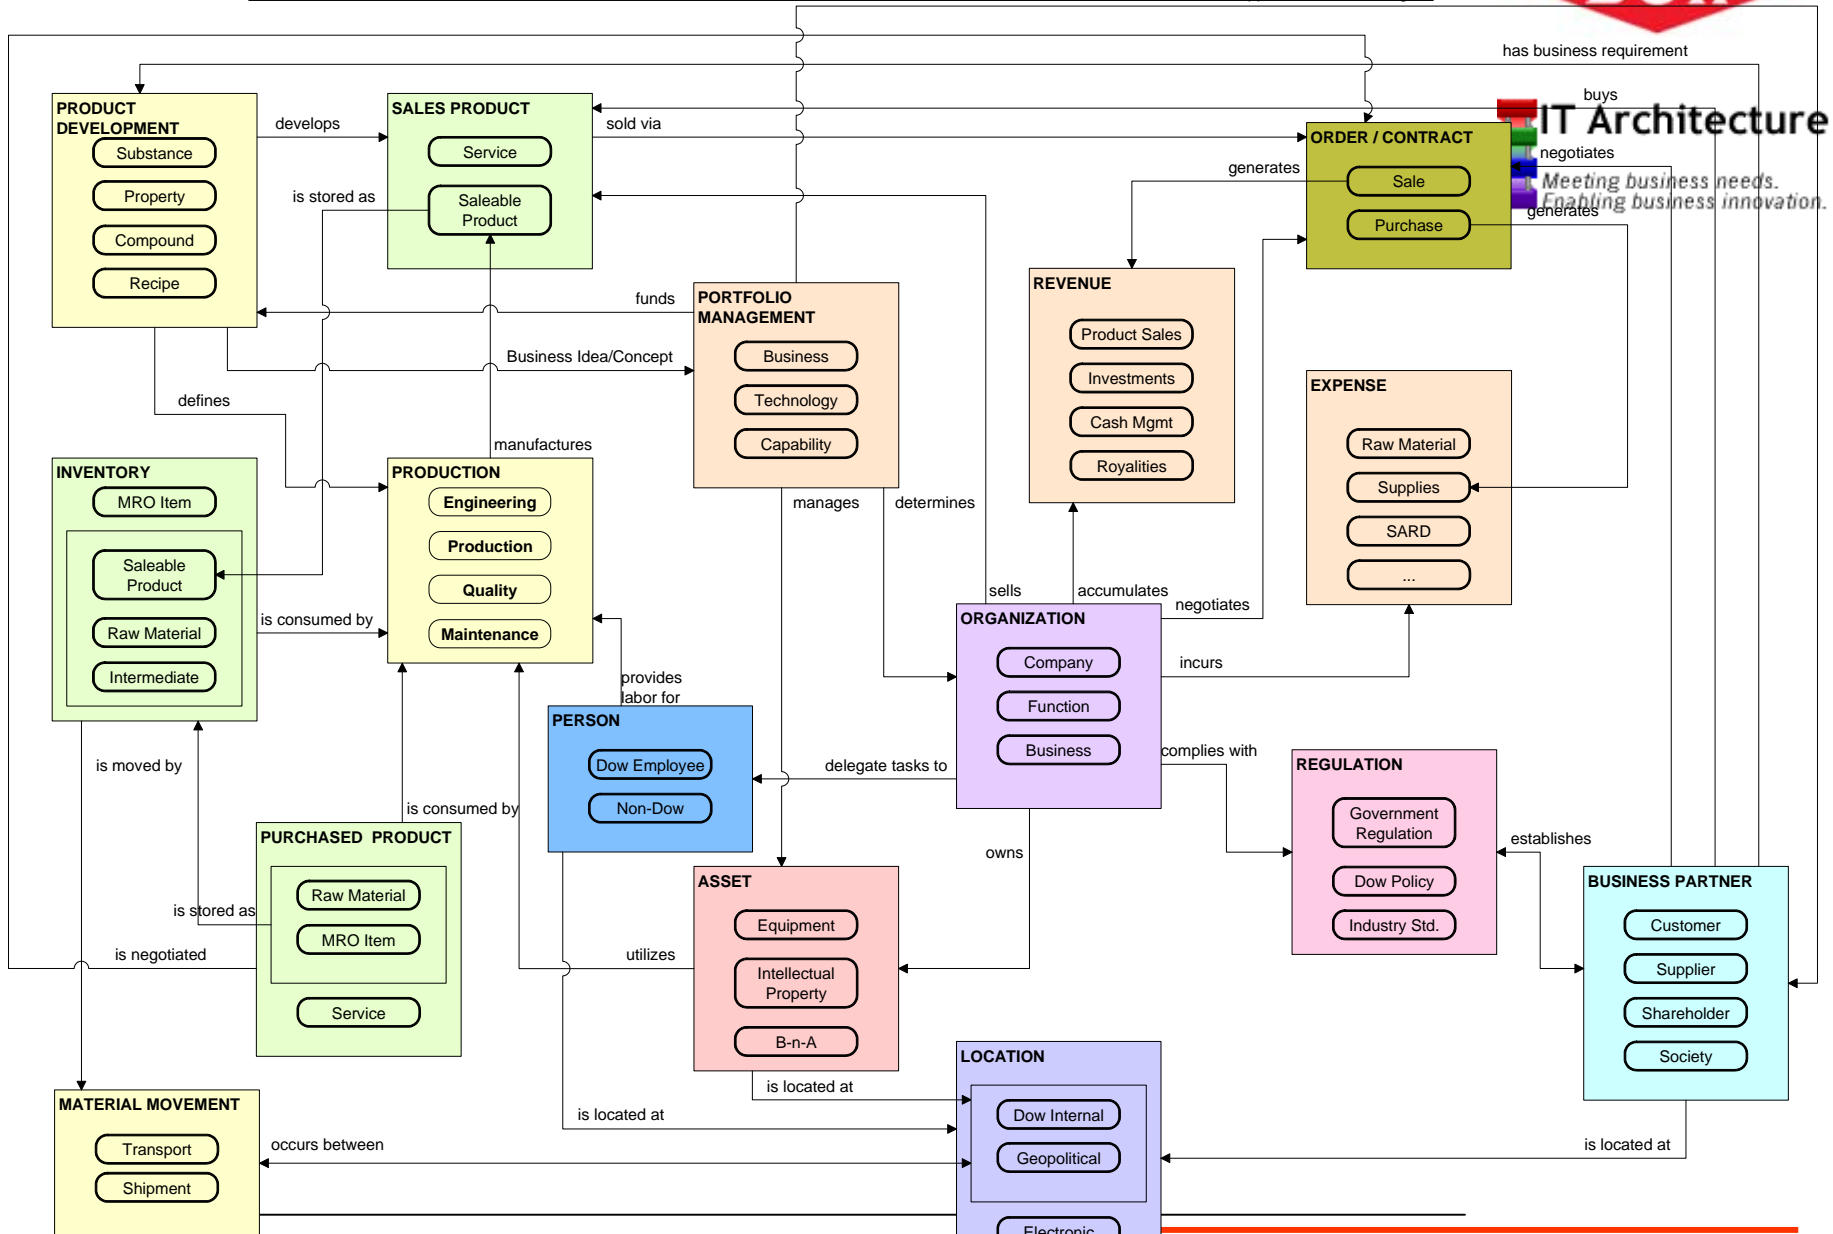 has business requirement
buys
IT Architecture
Meeting business needs.
Enabling business innovation.
PRODUCT
DEVELOPMENT
Substance
Property
Compound
Recipe
develops
SALES PRODUCT
Service
Saleable
Product
sold via
is stored as
ORDER / CONTRACT
Sale
Purchase
negotiates
generates
generates
funds
Business Idea/Concept
defines
manufactures
PORTFOLIO
MANAGEMENT
Business
Technology
Capability
manages
determines
REVENUE
Product Sales
Investments
Cash Mgmt
Royalities
EXPENSE
Raw Material
Supplies
SARD
...
INVENTORY
MRO Item
Saleable
Product
Raw Material
Intermediate
is consumed by
PRODUCTION
Engineering
Production
Quality
Maintenance
provides
labor for
sells
accumulates
negotiates
incurs
ORGANIZATION
Company
Function
Business
complies with
delegate tasks to
owns
PERSON
Dow Employee
Non-Dow
REGULATION
Government
Regulation
Dow Policy
Industry Std.
establishes
is moved by
is consumed by
PURCHASED  PRODUCT
Raw Material
MRO Item
Service
is stored as
is negotiated
utilizes
ASSET
Equipment
Intellectual
Property
B-n-A
is located at
is located at
BUSINESS PARTNER
Customer
Supplier
Shareholder
Society
is located at
LOCATION
Dow Internal
Geopolitical
Electronic
MATERIAL MOVEMENT
Transport
Shipment
occurs between